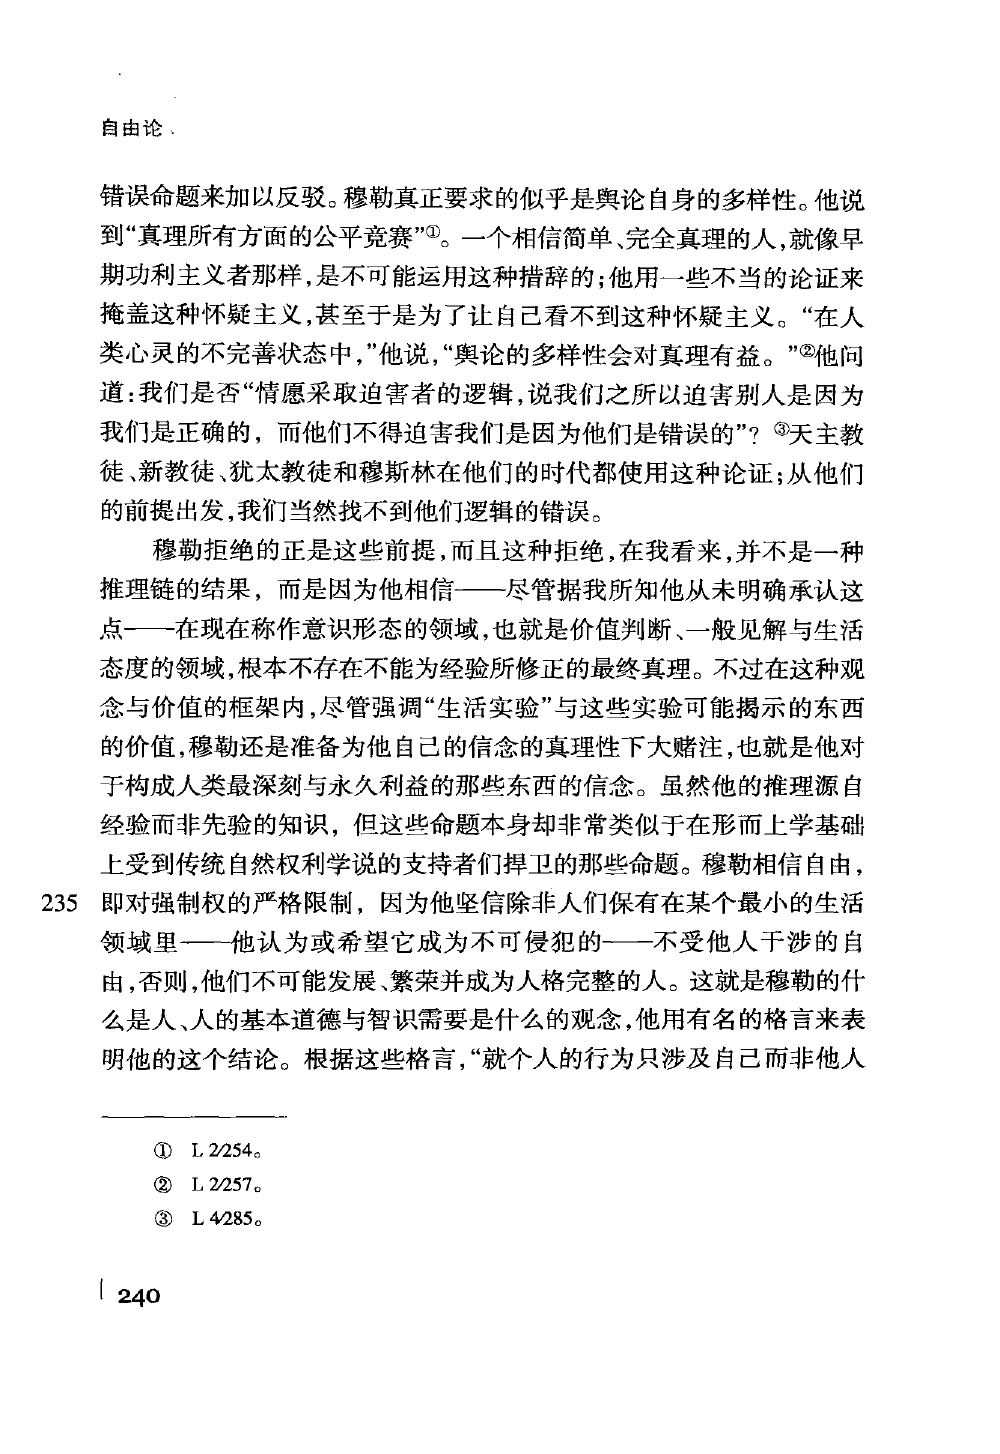 自由论
错误命题来加以反驳。穆勒真正要求的似乎是舆论自身的多样性。他说
到“真理所有方面的公平竞赛”①。一个相信简单、完全真理的人,就像早
期功利主义者那样,是不可能运用这种措辞的;他用一些不当的论证来
掩盖这种怀疑主义,甚至于是为了让自己看不到这种怀疑主义。“在人
类心灵的不完善状态中,”他说,“舆论的多样性会对真理有益。”②他问
道:我们是否“情愿采取迫害者的逻辑,说我们之所以迫害别人是因为
我们是正确的,而他们不得迫害我们是因为他们是错误的”?③天主教
徒、新教徒、犹太教徒和穆斯林在他们的时代都使用这种论证;从他们
的前提出发,我们当然找不到他们逻辑的错误。
穆勒拒绝的正是这些前提,而且这种拒绝,在我看来,并不是一种
推理链的结果,而是因为他相信——尽管据我所知他从未明确承认这
点——在现在称作意识形态的领域,也就是价值判断、一般见解与生活
态度的领域,根本不存在不能为经验所修正的最终真理。不过在这种观
念与价值的框架内,尽管强调“生活实验”与这些实验可能揭示的东西
的价值,穆勒还是准备为他自己的信念的真理性下大赌注,也就是他对
于构成人类最深刻与永久利益的那些东西的信念。虽然他的推理源自
经验而非先验的知识,但这些命题本身却非常类似于在形而上学基础
上受到传统自然权利学说的支持者们捍卫的那些命题。穆勒相信自由,
235 即对强制权的严格限制,因为他坚信除非人们保有在某个最小的生活
领域里——他认为或希望它成为不可侵犯的——不受他人干涉的自
由,否则,他们不可能发展、繁荣并成为人格完整的人。这就是穆勒的什
么是人、人的基本道德与智识需要是什么的观念,他用有名的格言来表
明他的这个结论。根据这些格言,“就个人的行为只涉及自己而非他人
① L 2/254。
② L 2/257。
③ L 4/285。
240